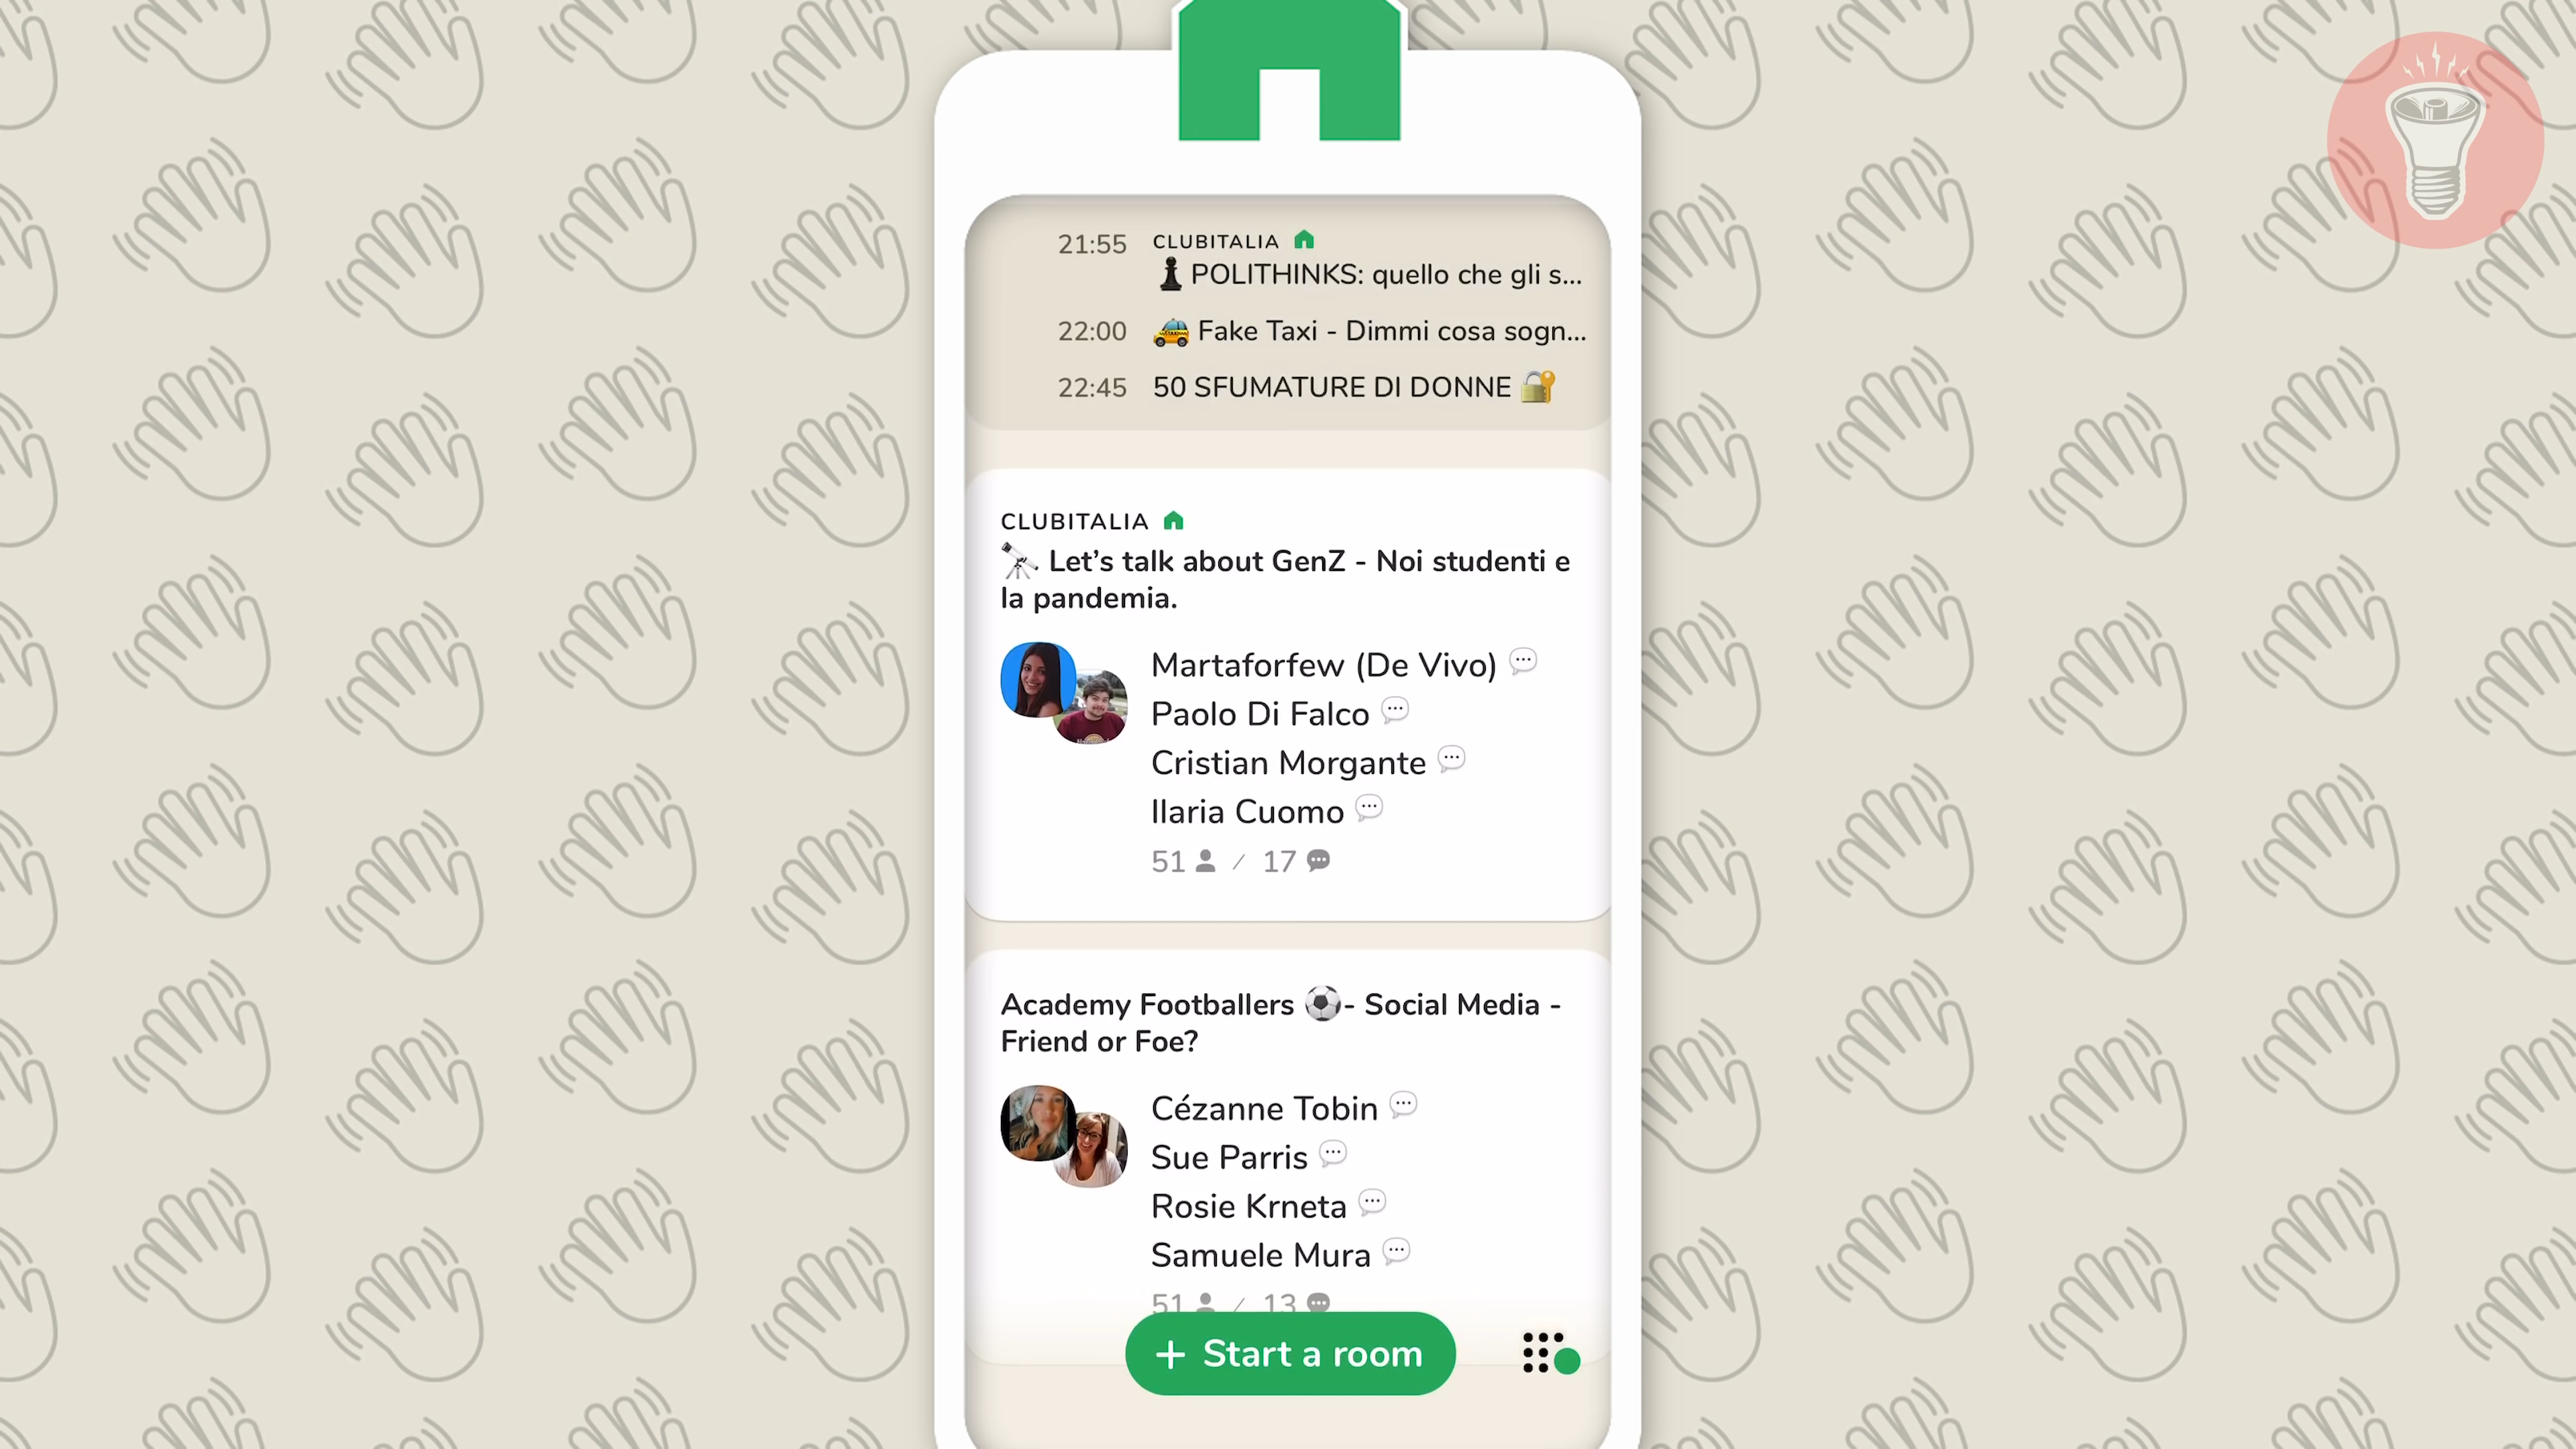 21:55 CLUBITALIA
POLITHINKS: quello che gli s...
22:00 Fake Taxi - Dimmi cosa sogn...
22:45 50 SFUMATURE DI DONNE
CLUBITALIA
Let's talk about GenZ - Noi studenti e
la pandemia.
Martaforfew (De Vivo)
Paolo Di Falco
Cristian Morgante
Ilaria Cuomo
51 / 17
Academy Footballers - Social Media -
Friend or Foe?
Cézanne Tobin
Sue Parris
Rosie Krneta
Samuele Mura
51 / 13
+ Start a room